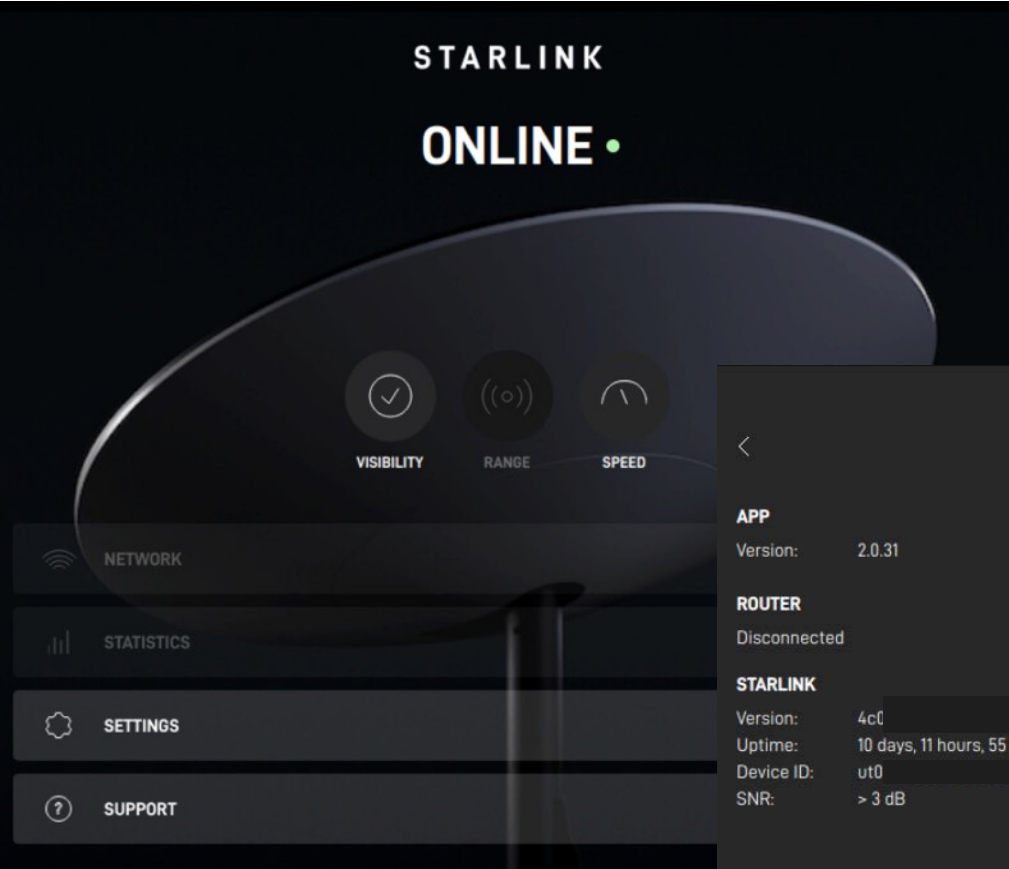 STARLINK
ONLINE
VISIBILITY
RANGE
SPEED
NETWORK
STATISTICS
SETTINGS
? SUPPORT
APP
Version: 2.0.31
ROUTER
Disconnected
STARLINK
Version: 4c0
Uptime: 10 days, 11 hours, 55
Device ID: ut0
SNR: > 3 dB